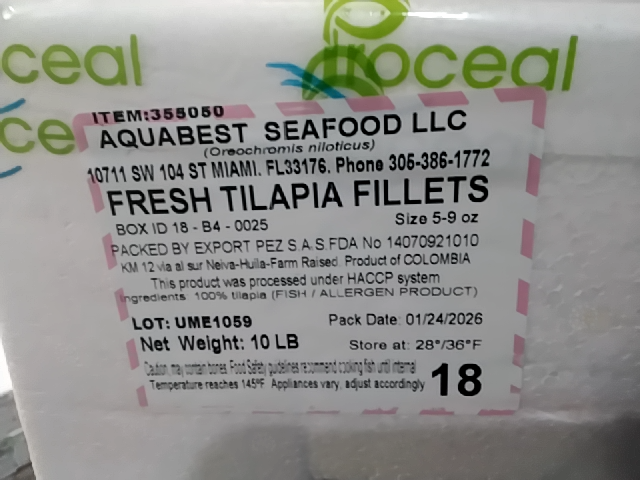 oceal
roceal
ce
ITEM:355050
AQUABEST SEAFOOD LLC
(Oreochromis niloticus)
10711 SW 104 ST MIAMI. FL33176. Phone 305-386-1772
FRESH TILAPIA FILLETS
BOX ID 18 - B4 - 0025 Size 5-9 oz
PACKED BY EXPORT PEZ S.A.S.FDA No 14070921010
KM 12 via al sur Neiva-Huila-Farm Raised. Product of COLOMBIA
This product was processed under HACCP system
Ingredients: 100% tilapia (FISH / ALLERGEN PRODUCT)
LOT: UME1059 Pack Date: 01/24/2026
Net Weight: 10 LB Store at: 28°/36°F
Caution, may contain bones. Food Safety guidelines recommend cooking fish until internal
Temperature reaches 145ºF Appliances vary, adjust accordingly 18